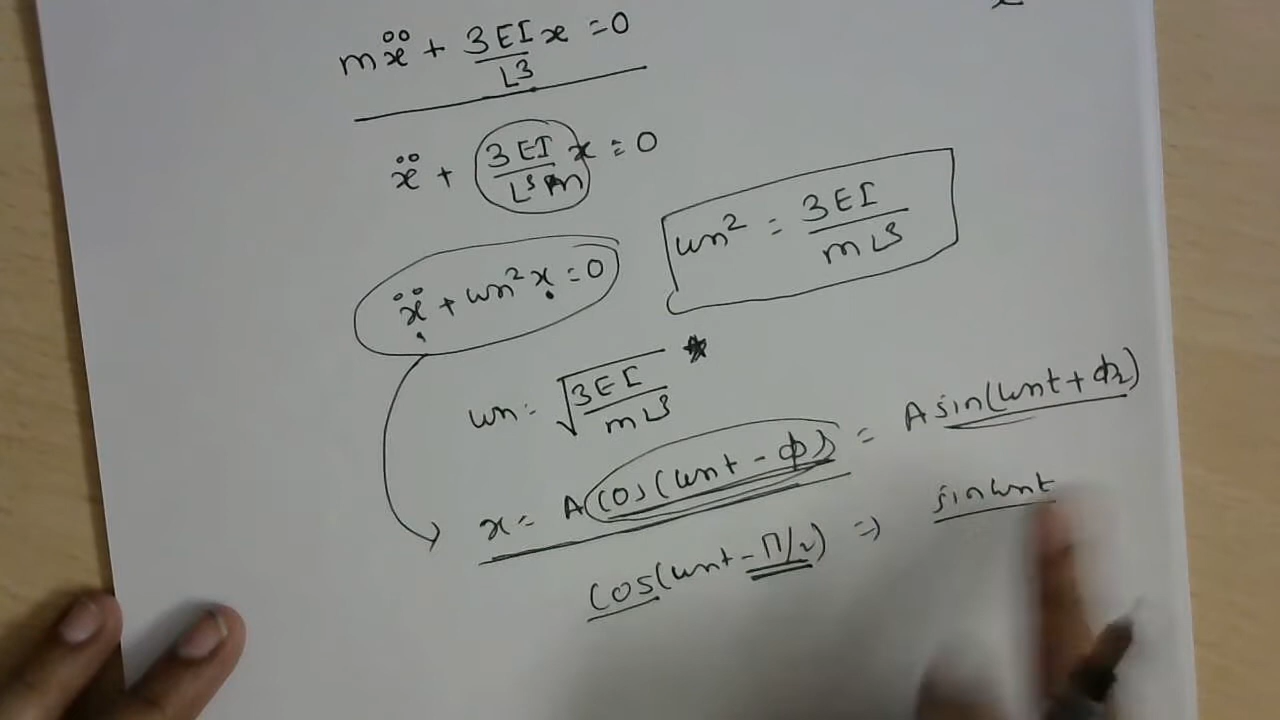 mẍ + 3EI/L³ x = 0
ẍ + 3EI/L³m x = 0
ẍ + ωn²x = 0
ωn² = 3EI/mL³
ωn = √(3EI/mL³) *
x = A cos(ωnt - ϕ) = A sin(ωnt + ϕ₂)
cos(ωnt - π/2) ⇒ sin ωnt